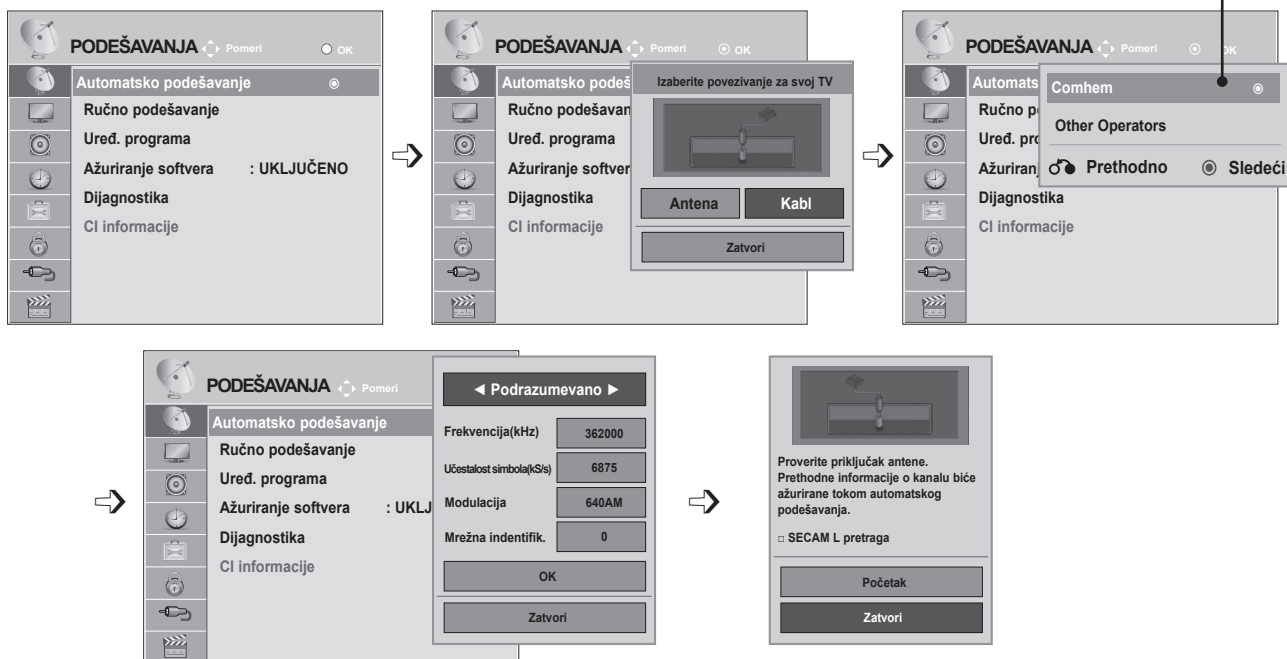 PODEŠAVANJA Pomeri OK
Automatsko podešavanje
Ručno podešavanje
Uređ. programa
Ažuriranje softvera : UKLJUČENO
Dijagnostika
CI informacije
PODEŠAVANJA Pomeri OK
Automatsko podeš
Ručno podešavan
Uređ. programa
Ažuriranje softver
Dijagnostika
CI informacije
Izaberite povezivanje za svoj TV
Antena Kabl
Zatvori
PODEŠAVANJA Pomeri OK
Automats
Ručno p
Uređ. pro
Ažuriranj
Dijagnostika
CI informacije
Comhem
Other Operators
Prethodno Sledeći
PODEŠAVANJA Pomeri
Automatsko podešavanje
Ručno podešavanje
Uređ. programa
Ažuriranje softvera : UKLJ
Dijagnostika
CI informacije
◄ Podrazumevano ►
Frekvencija(kHz) 362000
Učestalost simbola(kS/s) 6875
Modulacija 640AM
Mrežna indentifik. 0
OK
Zatvori
Proverite priključak antene.
Prethodne informacije o kanalu biće
ažurirane tokom automatskog
podešavanja.
□ SECAM L pretraga
Početak
Zatvori